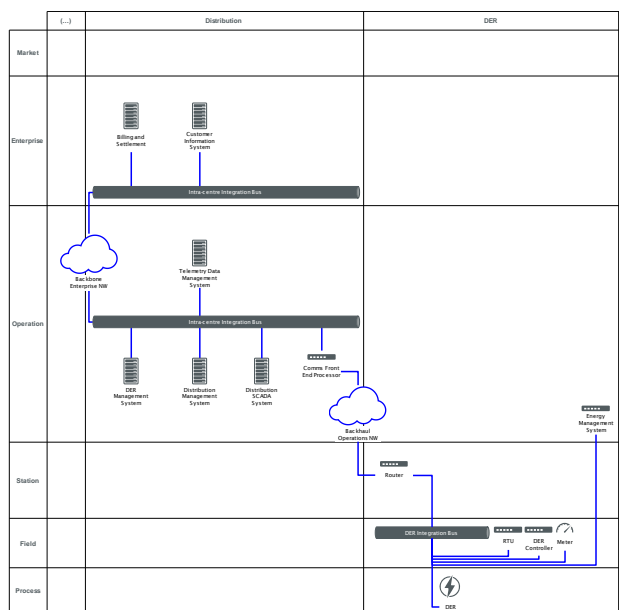 (...)
Distribution
DER
Market
Enterprise
Billing and
Settlement
Customer
Information
System
Intra-centre Integration Bus
Backbone
Enterprise NW
Telemetry Data
Management
System
Operation
Intra-centre Integration Bus
DER
Management
System
Distribution
Management
System
Distribution
SCADA
System
Comms Front
End Processor
Backhaul
Operations NW
Energy
Management
System
Station
Router
Field
DER Integration Bus
RTU
DER
Controller
Meter
Process
DER